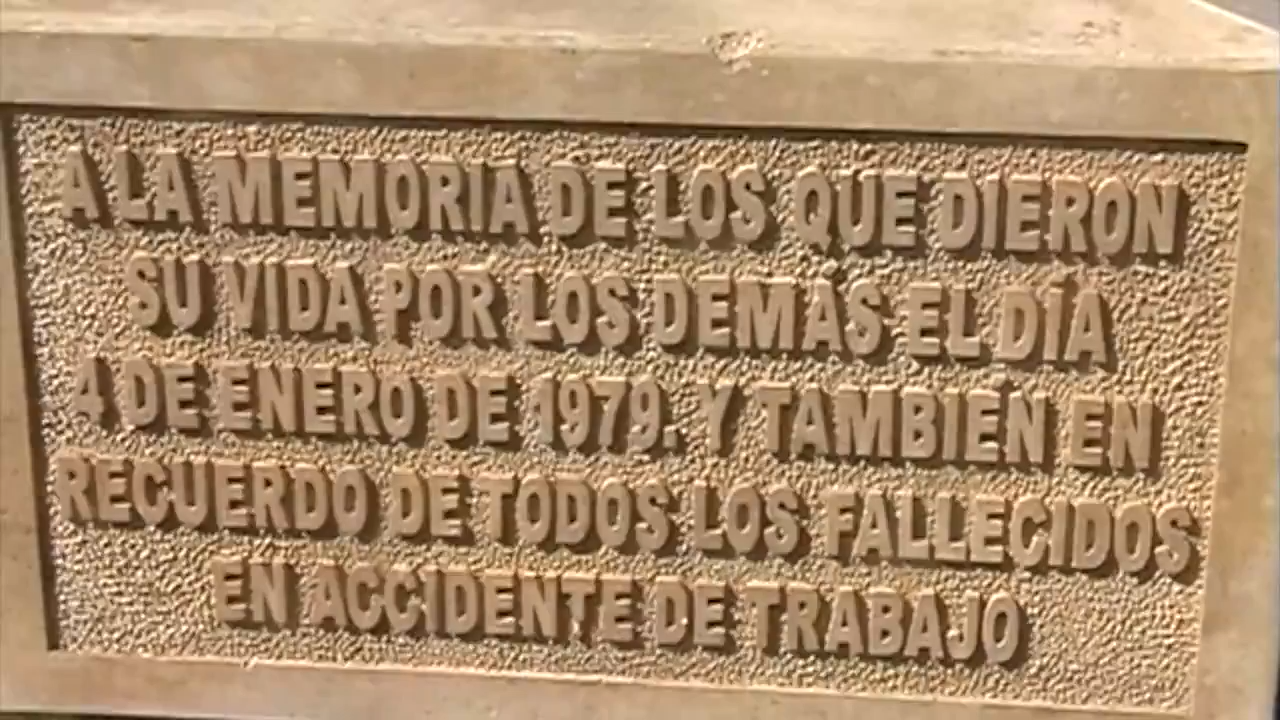 A LA MEMORIA DE LOS QUE DIERON
SU VIDA POR LOS DEMÁS EL DÍA
4 DE ENERO DE 1979. Y TAMBIEN EN
RECUERDO DE TODOS LOS FALLECIDOS
EN ACCIDENTE DE TRABAJO